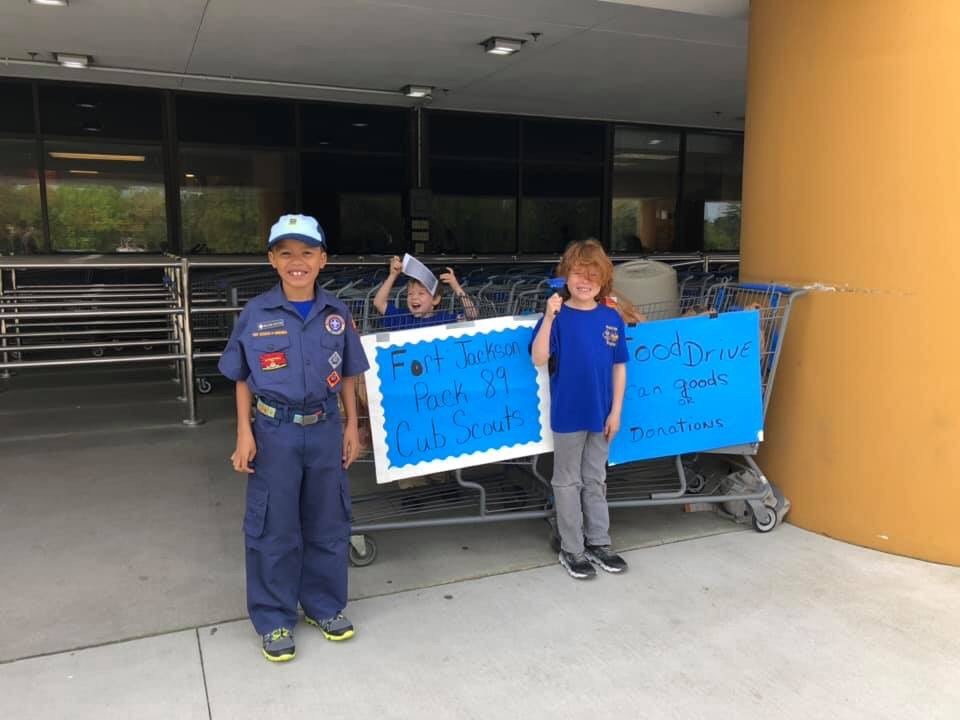 Fort Jackson
Pack 89
Cub Scouts
Food Drive
Can goods
or
Donations